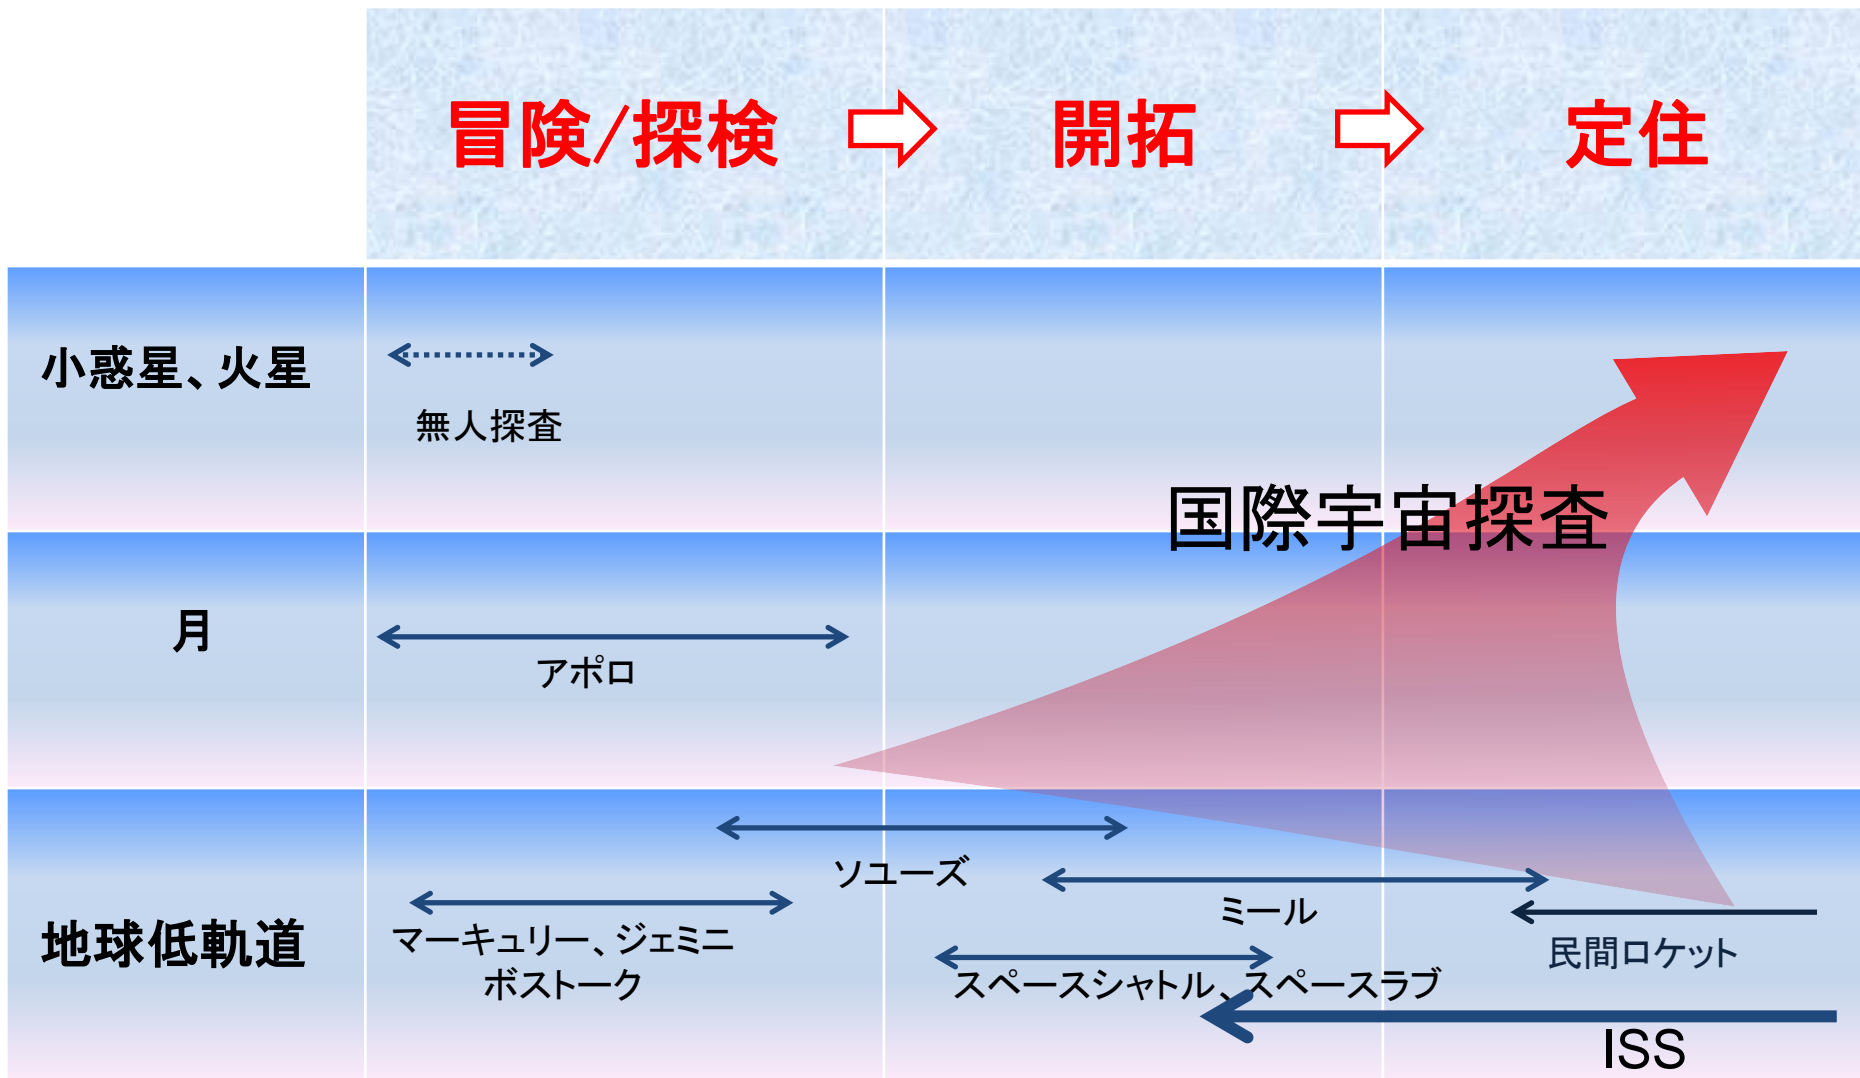 冒険/探検
開拓
定住
小惑星、火星
無人探査
国際宇宙探査
月
アポロ
地球低軌道
ソユーズ
マーキュリー、ジェミニ
ボストーク
ミール
スペースシャトル、スペースラブ
民間ロケット
ISS